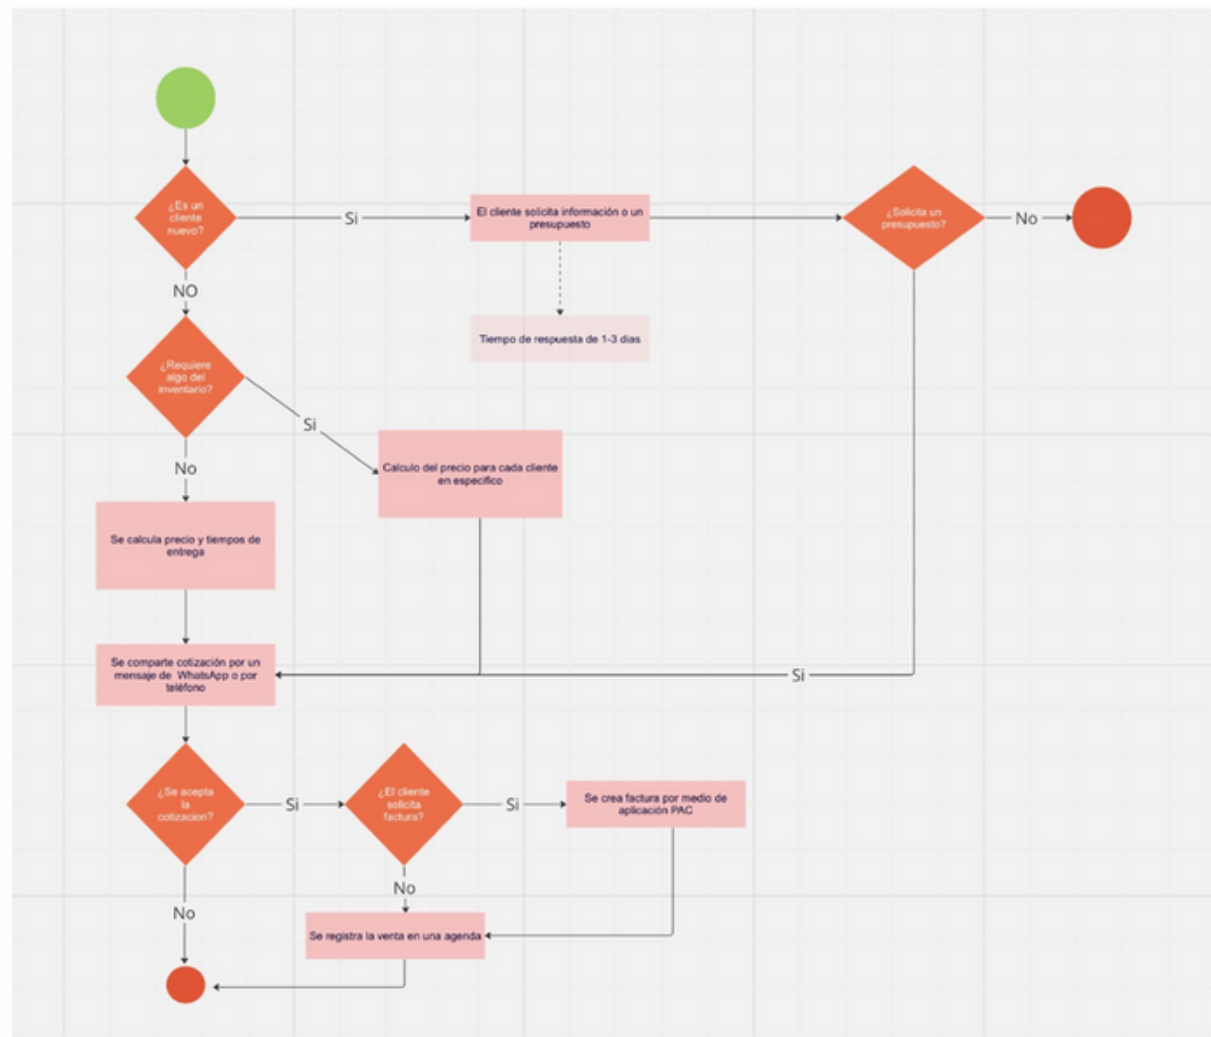 ¿Es un
cliente
nuevo?
Si
El cliente solicita información o un
presupuesto
¿Solicita un
presupuesto?
No
NO
Tiempo de respuesta de 1-3 dias
¿Requiere
algo del
inventario?
Si
Calculo del precio para cada cliente
en especifico
No
Se calcula precio y tiempos de
entrega
Se comparte cotización por un
mensaje de WhatsApp o por
teléfono
Si
¿Se acepta
la
cotizacion?
Si
¿El cliente
solicita
factura?
Si
Se crea factura por medio de
aplicación PAC
No
No
Se registra la venta en una agenda